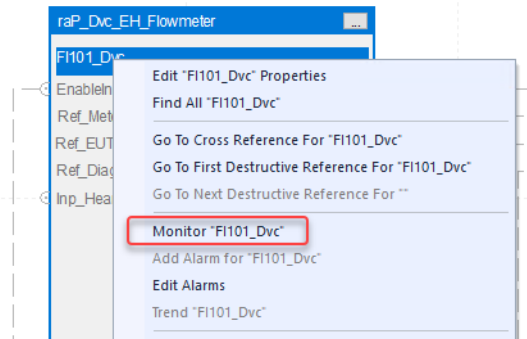 raP_Dvc_EH_Flowmeter
...
FI101_Dvc
EnableIn
Ref_Met
Ref_EUT
Ref_Diag
Inp_Hea
Edit "FI101_Dvc" Properties
Find All "FI101_Dvc"
Go To Cross Reference For "FI101_Dvc"
Go To First Destructive Reference For "FI101_Dvc"
Go To Next Destructive Reference For ""
Monitor "FI101_Dvc"
Add Alarm for "FI101_Dvc"
Edit Alarms
Trend "FI101_Dvc"